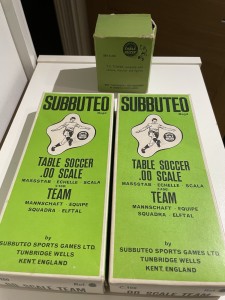 SUBBUTEO
TABLE SOCCER
.00 SCALE
MASSSTAB · ECHELLE · SCALA
TEAM
MANNSCHAFT · EQUIPE
SQUADRA · ELFTAL
by
SUBBUTEO SPORTS GAMES LTD.
TUNBRIDGE WELLS
KENT. ENGLAND
SUBBUTEO
TABLE SOCCER
.00 SCALE
MASSSTAB · ECHELLE · SCALA
TEAM
MANNSCHAFT · EQUIPE
SQUADRA · ELFTAL
by
SUBBUTEO SPORTS GAMES LTD
TUNBRIDGE WELLS
KENT. ENGLAND